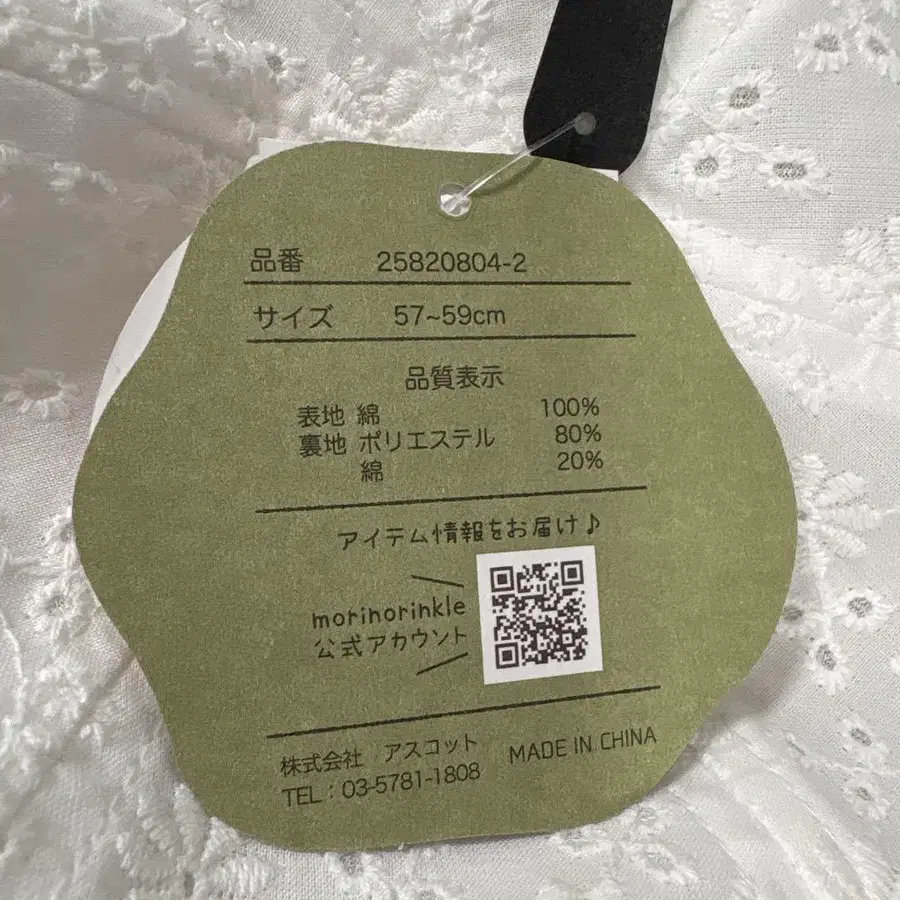 品番 25820804-2
サイズ 57~59cm
品質表示
表地 綿 100%
裏地 ポリエステル 80%
綿 20%
アイテム情報をお届け♪
morinorinkle
公式アカウント
株式会社 アスコット MADE IN CHINA
TEL：03-5781-1808